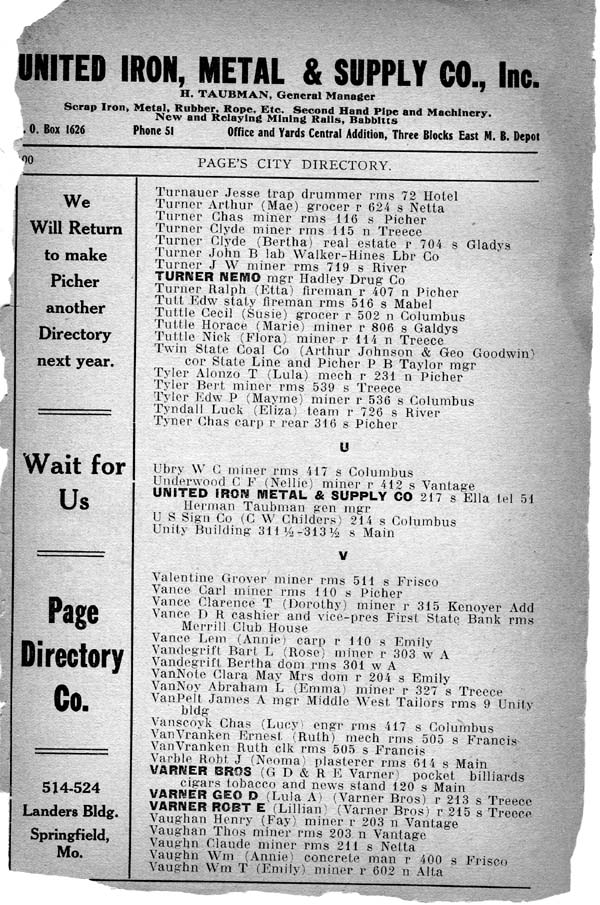 UNITED IRON, METAL & SUPPLY CO., Inc.
H. TAUBMAN, General Manager
Scrap Iron, Metal, Rubber, Rope, Etc. Second Hand Pipe and Machinery.
New and Relaying Mining Rails, Babbitts
. O. Box 1626 Phone 51 Office and Yards Central Addition, Three Blocks East M. B. Depot
00 PAGE'S CITY DIRECTORY.
We
Will Return
to make
Picher
another
Directory
next year.
Wait for
Us
Page
Directory
Co.
514-524
Landers Bldg.
Springfield,
Mo.
Turnauer Jesse trap drummer rms 72 Hotel
Turner Arthur (Mae) grocer r 624 s Netta
Turner Chas miner rms 116 s Picher
Turner Clyde miner rms 115 n Treece
Turner Clyde (Bertha) real estate r 704 s Gladys
Turner John B lab Walker-Hines Lbr Co
Turner J W miner rms 719 s River
TURNER NEMO mgr Hadley Drug Co
Turner Ralph (Etta) fireman r 407 n Picher
Tutt Edw staty fireman rms 516 s Mabel
Tuttle Cecil (Susie) grocer r 502 n Columbus
Tuttle Horace (Marie) miner r 806 s Galdys
Tuttle Nick (Flora) miner r 114 n Treece
Twin State Coal Co (Arthur Johnson & Geo Goodwin)
cor State Line and Picher P B Taylor mgr
Tyler Alonzo T (Lula) mech r 231 n Picher
Tyler Bert miner rms 539 s Treece
Tyler Edw P (Mayme) miner r 536 s Columbus
Tyndall Luck (Eliza) team r 726 s River
Tyner Chas carp r rear 316 s Picher
U
Ubry W C miner rms 417 s Columbus
Underwood C F (Nellie) miner r 412 s Vantage
UNITED IRON METAL & SUPPLY CO 217 s Ella tel 51
Herman Taubman gen mgr
U S Sign Co (C W Childers) 214 s Columbus
Unity Building 311½-313½ s Main
V
Valentine Grover miner rms 511 s Frisco
Vance Carl miner rms 110 s Picher
Vance Clarence T (Dorothy) miner r 315 Kenoyer Add
Vance D R cashier and vice-pres First State Bank rms
Merrill Club House
Vance Lem (Annie) carp r 110 s Emily
Vandegrift Bart L (Rose) miner r 303 w A
Vandegrift Bertha dom rms 301 w A
VanNote Clara May Mrs dom r 204 s Emily
VanNoy Abraham L (Emma) miner r 327 s Treece
VanPelt James A mgr Middle West Tailors rms 9 Unity
bldg
Vanscoyk Chas (Lucy) engr rms 417 s Columbus
VanVranken Ernest (Ruth) mech rms 505 s Francis
VanVranken Ruth clk rms 505 s Francis
Varble Robt J (Neoma) plasterer rms 614 s Main
VARNER BROS (G D & R E Varner) pocket billiards
cigars tobacco and news stand 120 s Main
VARNER GEO D (Lula A) (Varner Bros) r 213 s Treece
VARNER ROBT E (Lillian) (Varner Bros) r 215 s Treece
Vaughan Henry (Fay) miner r 203 n Vantage
Vaughan Thos miner rms 203 n Vantage
Vaughn Claude miner rms 211 s Netta
Vaughn Wm (Annie) concrete man r 400 s Frisco
Vaughn Wm T (Emily) miner r 602 n Alta